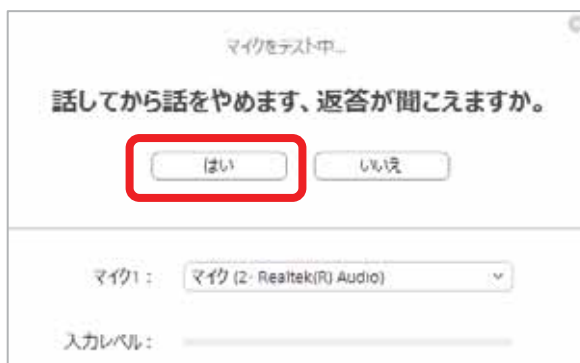 マイクをテスト中...
話してから話をやめます、返答が聞こえますか。
はい
いいえ
マイク1：
マイク (2- Realtek(R) Audio)
入力レベル：